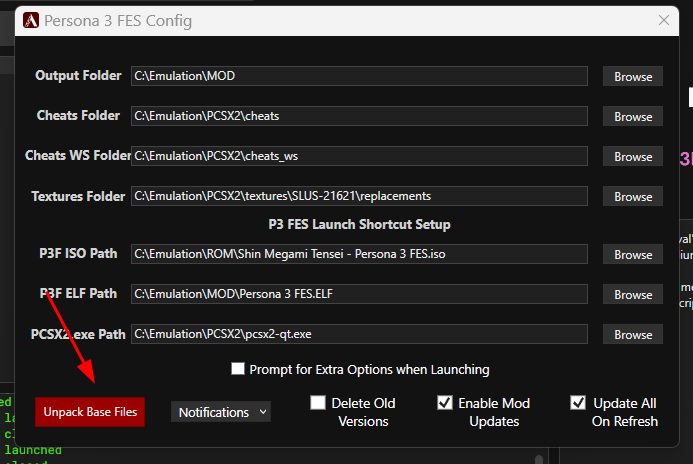 Persona 3 FES Config
Output Folder C:\Emulation\MOD Browse
Cheats Folder C:\Emulation\PCSX2\cheats Browse
Cheats WS Folder C:\Emulation\PCSX2\cheats_ws Browse
Textures Folder C:\Emulation\PCSX2\textures\SLUS-21621\replacements Browse
P3 FES Launch Shortcut Setup
P3F ISO Path C:\Emulation\ROM\Shin Megami Tensei - Persona 3 FES.iso Browse
P3F ELF Path C:\Emulation\MOD\Persona 3 FES.ELF Browse
PCSX2.exe Path C:\Emulation\PCSX2\pcsx2-qt.exe Browse
Prompt for Extra Options when Launching
Unpack Base Files Notifications Delete Old Enable Mod Update All
Versions Updates On Refresh
launched
closed